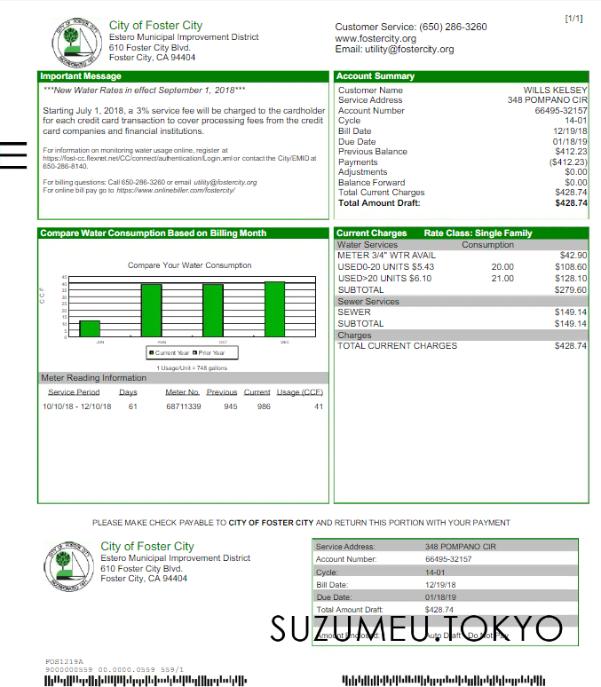 [1/1]
City of Foster City
Estero Municipal Improvement District
610 Foster City Blvd.
Foster City, CA 94404
Customer Service: (650) 286-3260
www.fostercity.org
Email: utility@fostercity.org
Important Message
***New Water Rates in effect September 1, 2018***
Starting July 1, 2018, a 3% service fee will be charged to the cardholder
for each credit card transaction to cover processing fees from the credit
card companies and financial institutions.
For information on monitoring water usage online, register at
https://fost-cc.flexnet.net/CC/connect/authentication/Login.xml or contact the City/EMID at
650-286-8140.
For billing questions: Call 650-286-3260 or email utility@fostercity.org
For online bill pay go to https://www.onlinebiller.com/fostercity/
Account Summary
Customer Name WILLS KELSEY
Service Address 348 POMPANO CIR
Account Number 66495-32157
Cycle 14-01
Bill Date 12/19/18
Due Date 01/18/19
Previous Balance $412.23
Payments ($412.23)
Adjustments $0.00
Balance Forward $0.00
Total Current Charges $428.74
Total Amount Draft: $428.74
Compare Water Consumption Based on Billing Month
Compare Your Water Consumption
CCF
45
40
35
30
25
20
15
10
5
0
JUN AUG OCT DEC
Current Year Prior Year
1 Usage/Unit = 748 gallons
Meter Reading Information
Service Period Days Meter No. Previous Current Usage (CCF)
10/10/18 - 12/10/18 61 68711339 945 986 41
Current Charges Rate Class: Single Family
Water Services Consumption
METER 3/4" WTR AVAIL $42.90
USED0-20 UNITS $5.43 20.00 $108.60
USED>20 UNITS $6.10 21.00 $128.10
SUBTOTAL $279.60
Sewer Services
SEWER $149.14
SUBTOTAL $149.14
Charges
TOTAL CURRENT CHARGES $428.74
PLEASE MAKE CHECK PAYABLE TO CITY OF FOSTER CITY AND RETURN THIS PORTION WITH YOUR PAYMENT
City of Foster City
Estero Municipal Improvement District
610 Foster City Blvd.
Foster City, CA 94404
Service Address: 348 POMPANO CIR
Account Number: 66495-32157
Cycle: 14-01
Bill Date: 12/19/18
Due Date: 01/18/19
Total Amount Draft: $428.74
Amount Enclosed: Auto Draft - Do Not Pay
SUZUMEU.TOKYO
FOS1219A
9000000559 00.0000.0559 559/1